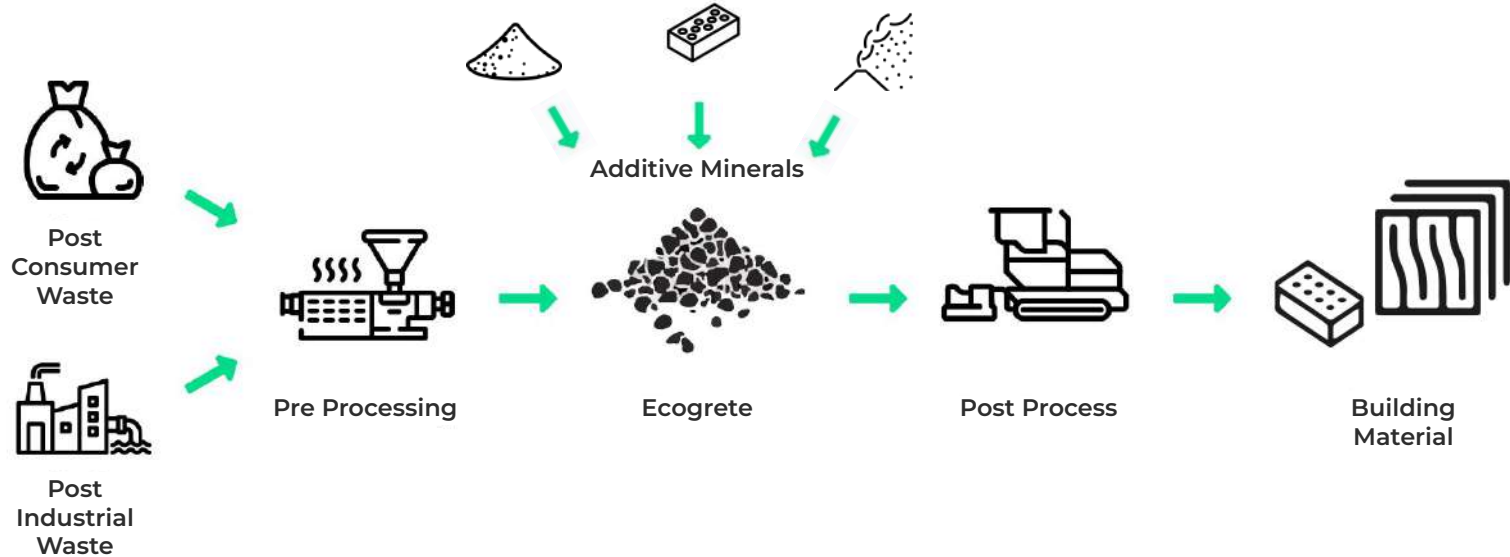 Additive Minerals
Post
Consumer
Waste
Pre Processing
Ecogrete
Post Process
Building
Material
Post
Industrial
Waste